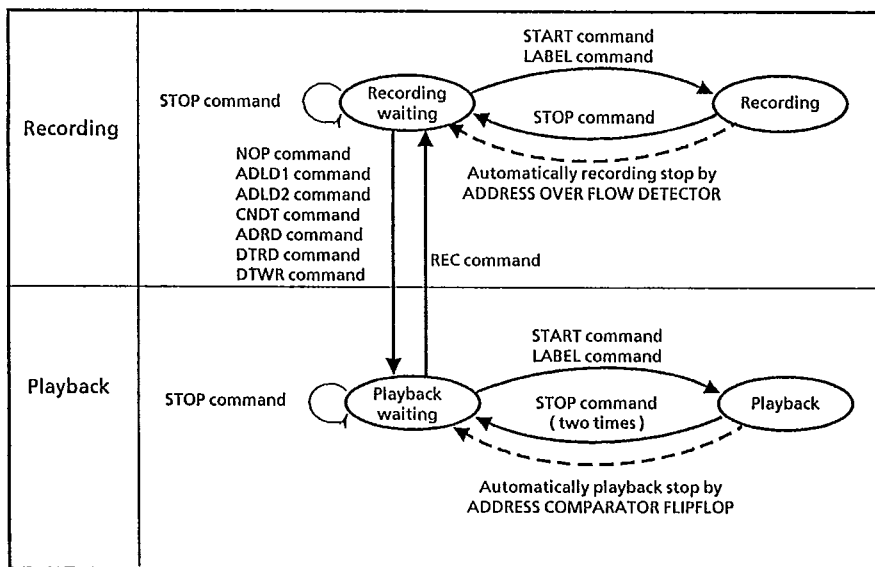 START command
LABEL command
STOP command
Recording
waiting
STOP command
Recording
Recording
NOP command
ADLD1 command
ADLD2 command
CNDT command
ADRD command
DTRD command
DTWR command
Automatically recording stop by
ADDRESS OVER FLOW DETECTOR
REC command
START command
LABEL command
Playback
STOP command
Playback
waiting
STOP command
( two times )
Playback
Automatically playback stop by
ADDRESS COMPARATOR FLIPFLOP